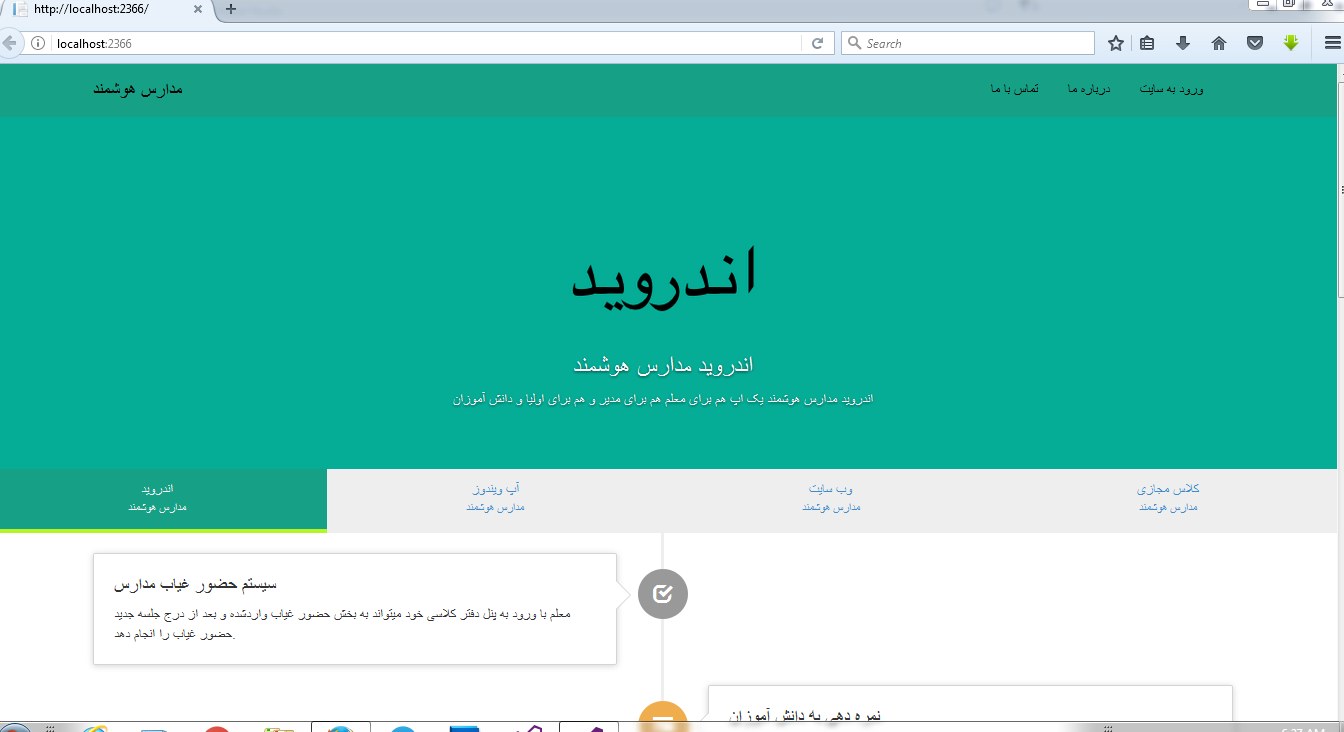 http://localhost:2366/
localhost:2366
Search
مدارس هوشمند
ورود به سایت
درباره ما
تماس با ما
اندروید
اندروید مدارس هوشمند
اندروید مدارس هوشمند یک اپ هم برای معلم هم برای مدیر و هم برای اولیا و دانش آموزان
اندروید
مدارس هوشمند
آپ ویندوز
مدارس هوشمند
وب سایت
مدارس هوشمند
کلاس مجازی
مدارس هوشمند
سیستم حضور غیاب مدارس
معلم با ورود به پنل دفتر کلاسی خود میتواند به بخش حضور غیاب واردشده و بعد از درج جلسه جدید
حضور غیاب را انجام دهد.
نمره دهی به دانش آموزان